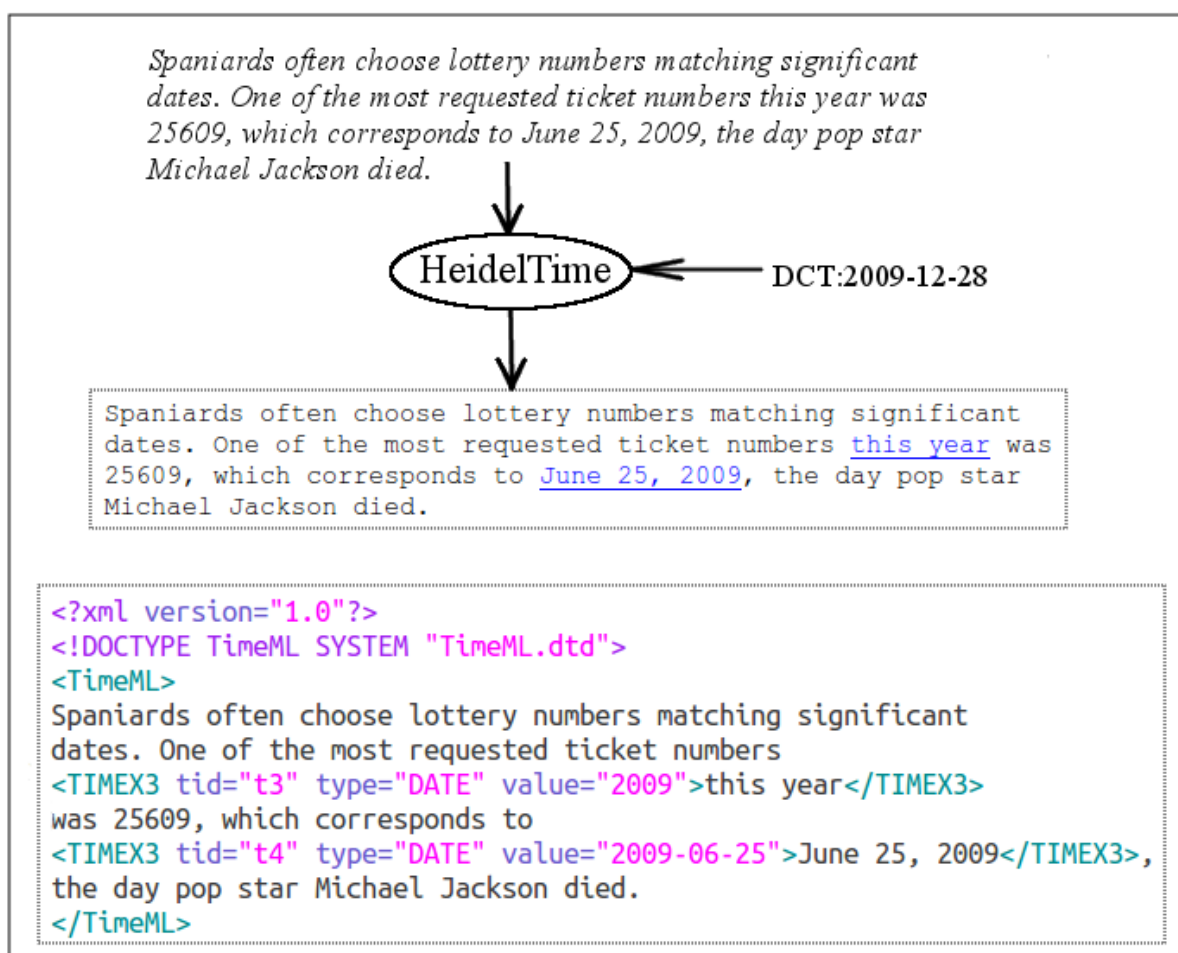 Spaniards often choose lottery numbers matching significant
dates. One of the most requested ticket numbers this year was
25609, which corresponds to June 25, 2009, the day pop star
Michael Jackson died.
HeidelTime
DCT:2009-12-28
Spaniards often choose lottery numbers matching significant
dates. One of the most requested ticket numbers this year was
25609, which corresponds to June 25, 2009, the day pop star
Michael Jackson died.
<?xml version="1.0"?>
<!DOCTYPE TimeML SYSTEM "TimeML.dtd">
<TimeML>
Spaniards often choose lottery numbers matching significant
dates. One of the most requested ticket numbers
<TIMEX3 tid="t3" type="DATE" value="2009">this year</TIMEX3>
was 25609, which corresponds to
<TIMEX3 tid="t4" type="DATE" value="2009-06-25">June 25, 2009</TIMEX3>,
the day pop star Michael Jackson died.
</TimeML>